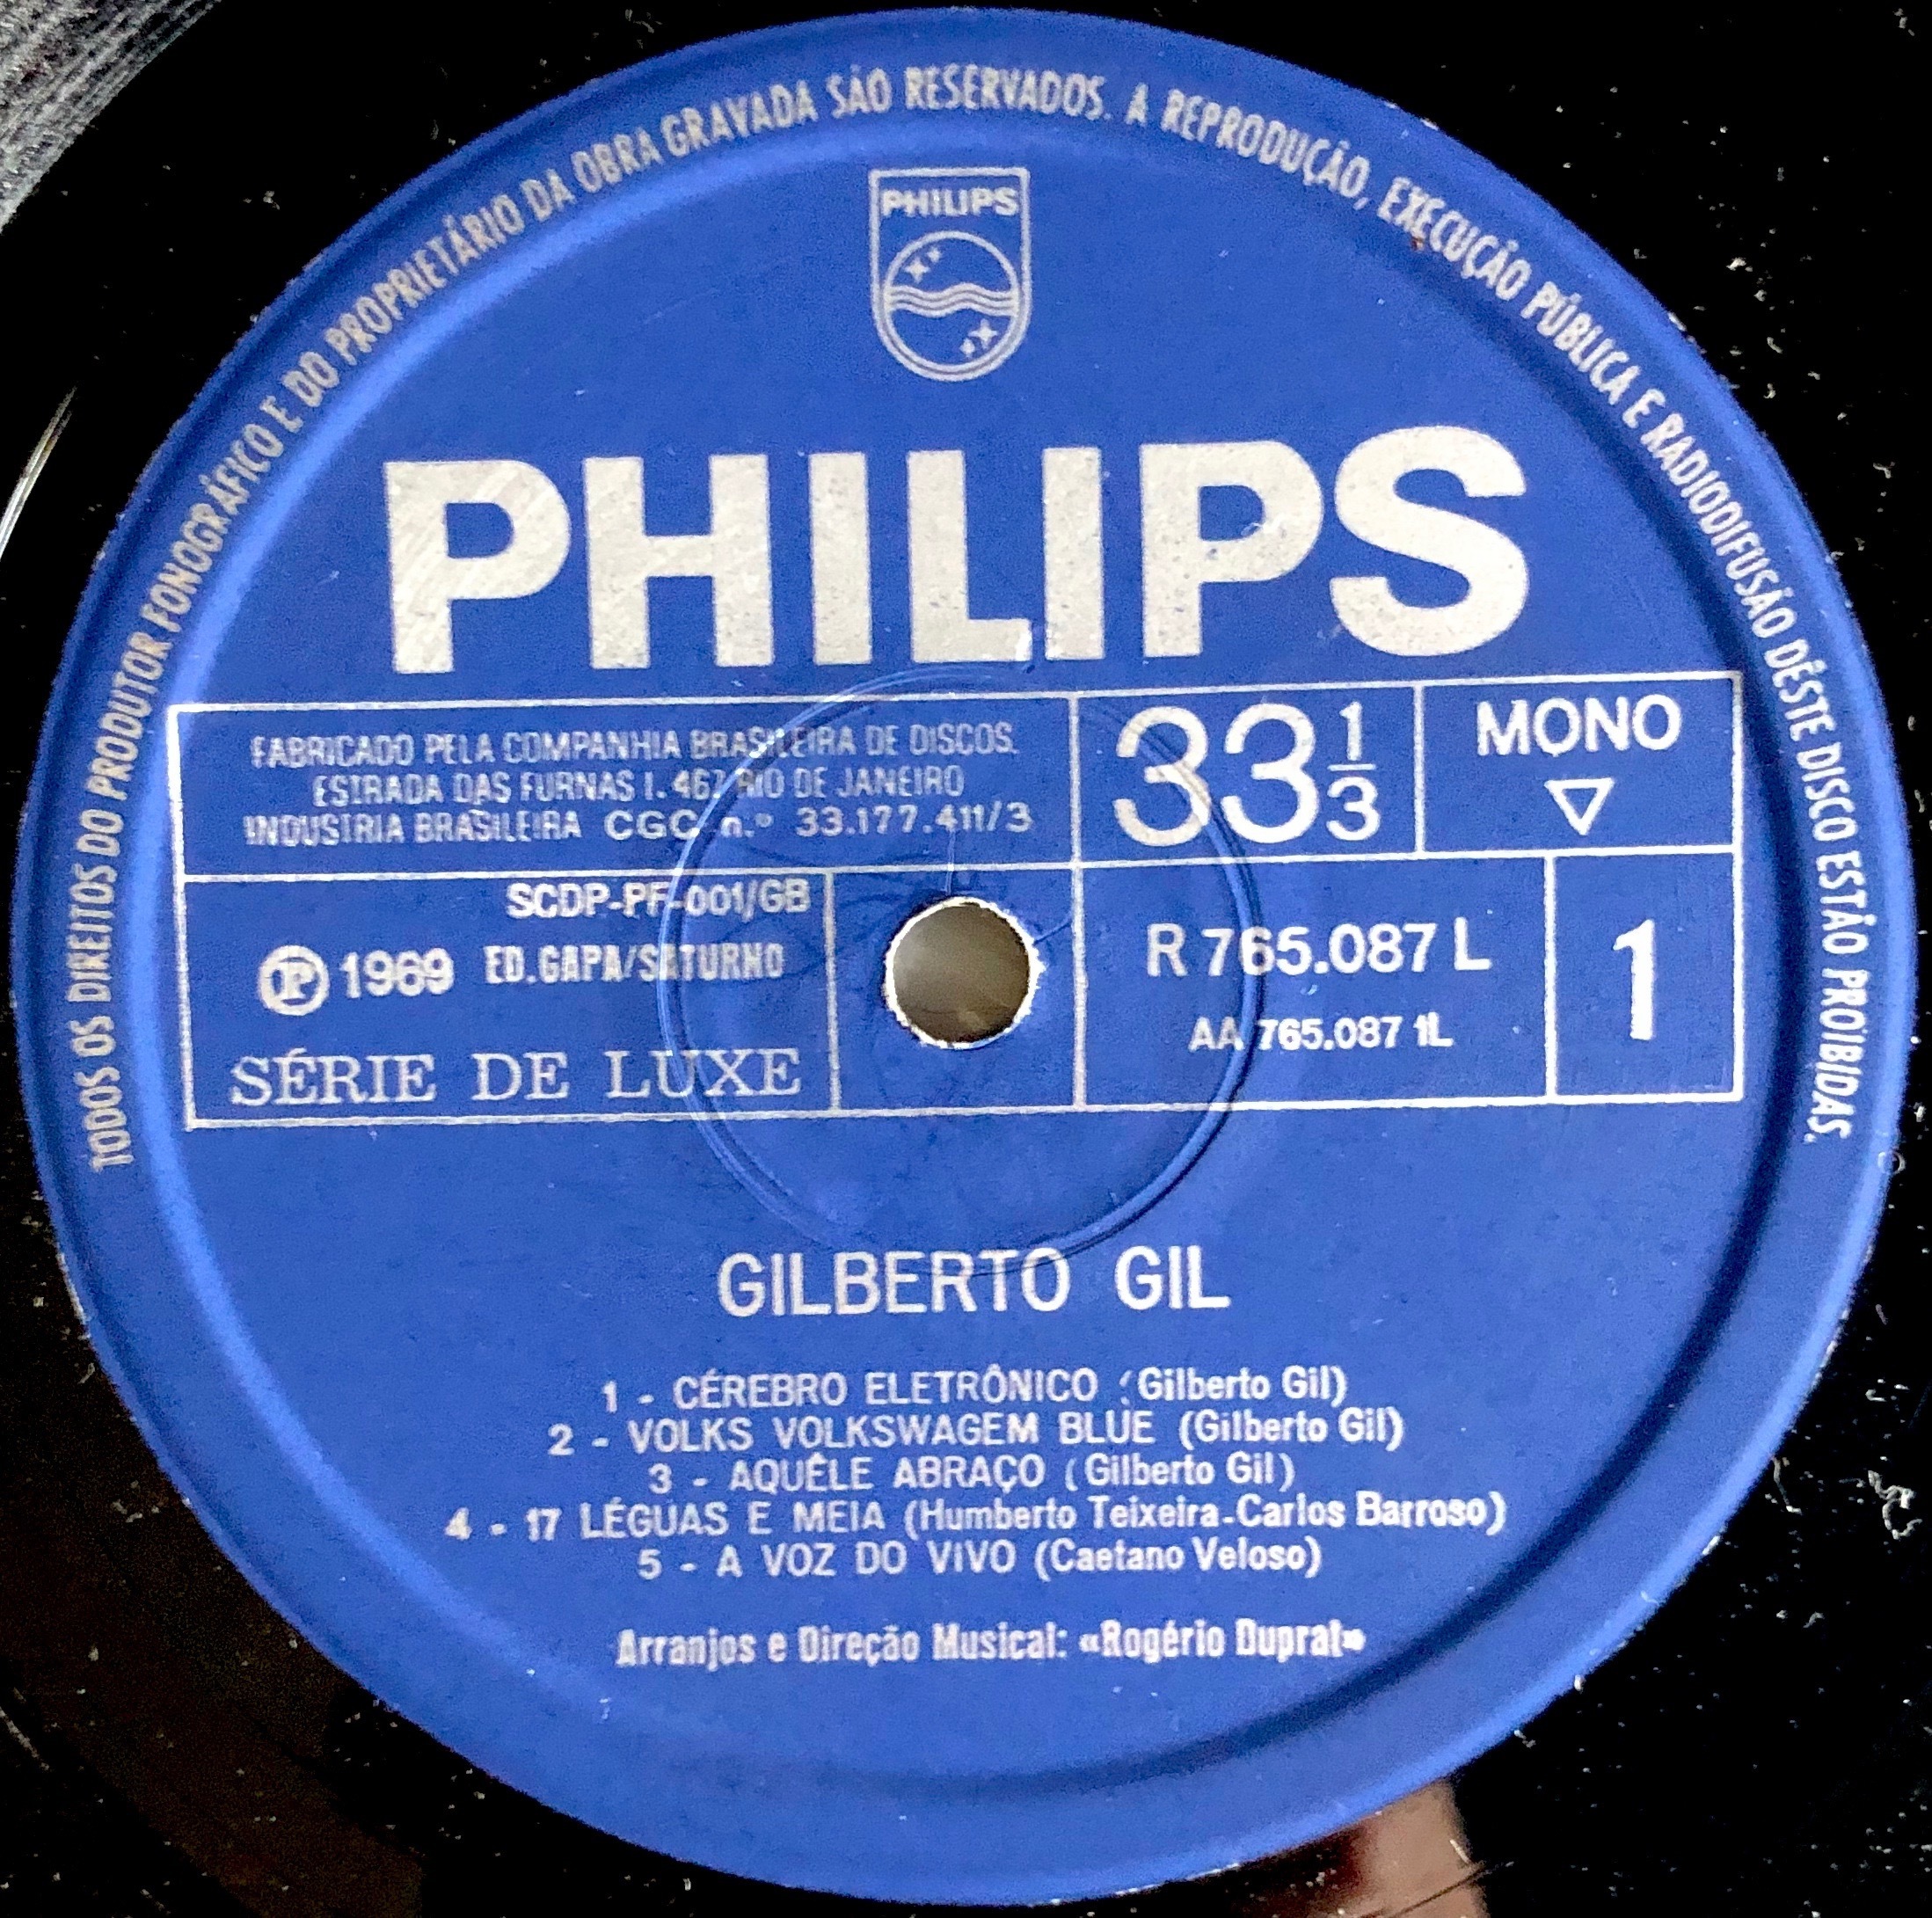 TODOS OS DIREITOS DO PRODUTOR FONOGRÁFICO E DO PROPRIETÁRIO DA OBRA GRAVADA SÃO RESERVADOS. A REPRODUÇÃO, EXECUÇÃO PÚBLICA E RADIODIFUSÃO DÊSTE DISCO ESTÃO PROIBIDAS.
PHILIPS
PHILIPS
FABRICADO PELA COMPANHIA BRASILEIRA DE DISCOS.
ESTRADA DAS FURNAS RIO DE JANEIRO
INDUSTRIA BRASILEIRA CGC n.º 33.177.411/3
33 1/3
MONO
SCDP-PF-001/GB
℗ 1969 ED.GAPA/SATURNO
SÉRIE DE LUXE
R 765.087 L
AA 765.087 1L
1
GILBERTO GIL
1 - CÉREBRO ELETRÔNICO (Gilberto Gil)
2 - VOLKS VOLKSWAGEM BLUE (Gilberto Gil)
3 - AQUÊLE ABRAÇO (Gilberto Gil)
4 - 17 LÉGUAS E MEIA (Humberto Teixeira-Carlos Barroso)
5 - A VOZ DO VIVO (Caetano Veloso)
Arranjos e Direção Musical: «Rogério Duprat»